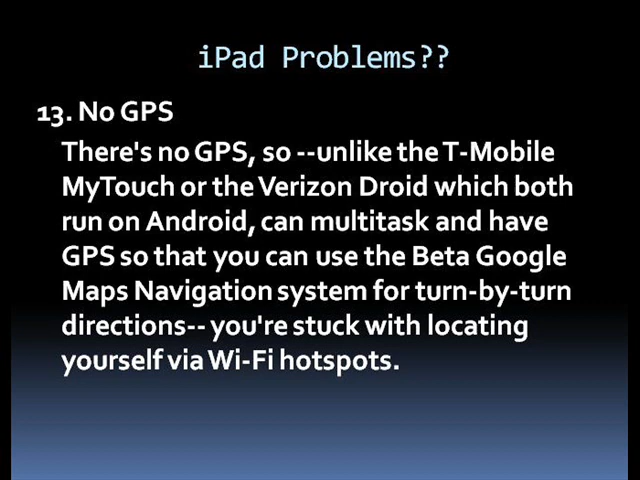 iPad Problems??
13. No GPS
There's no GPS, so --unlike the T-Mobile
MyTouch or the Verizon Droid which both
run on Android, can multitask and have
GPS so that you can use the Beta Google
Maps Navigation system for turn-by-turn
directions-- you're stuck with locating
yourself via Wi-Fi hotspots.